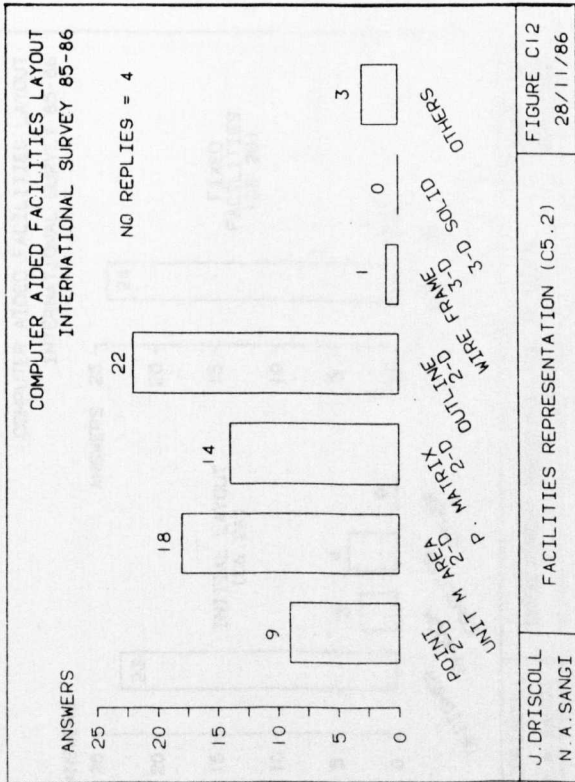 COMPUTER AIDED FACILITIES LAYOUT
INTERNATIONAL SURVEY 85-86
ANSWERS
NO REPLIES = 4
25
20
15
10
5
0
9
18
14
22
1
0
3
POINT
2-D
UNIT M AREA
2-D
P. MATRIX
2-D
OUTLINE
2-D
WIRE FRAME
3-D
3-D SOLID
OTHERS
J. DRISCOLL
N. A. SANGI
FACILITIES REPRESENTATION (C5.2)
FIGURE C12
28/11/86